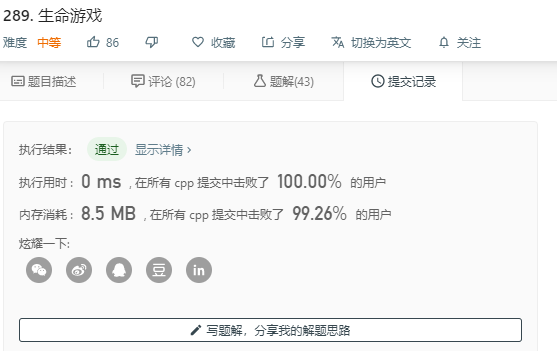 289. 生命游戏
难度 中等 86 收藏 分享 切换为英文 关注
题目描述 评论 (82) 题解(43) 提交记录
执行结果： 通过 显示详情 >
执行用时 : 0 ms , 在所有 cpp 提交中击败了 100.00% 的用户
内存消耗 : 8.5 MB , 在所有 cpp 提交中击败了 99.26% 的用户
炫耀一下:
豆 in
写题解，分享我的解题思路